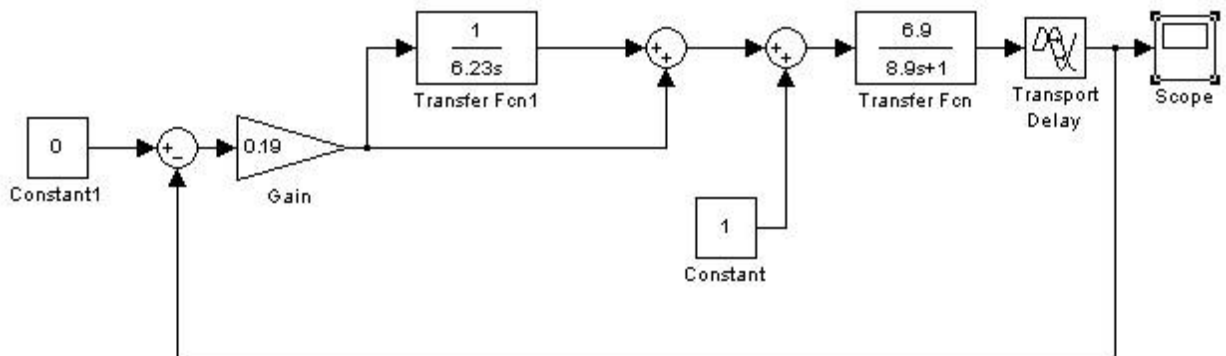 1
6.23s
Transfer Fcn1
+
+
+
+
6.9
8.9s+1
Transfer Fcn
Transport
Delay
Scope
0
Constant1
+
−
0.19
Gain
1
Constant